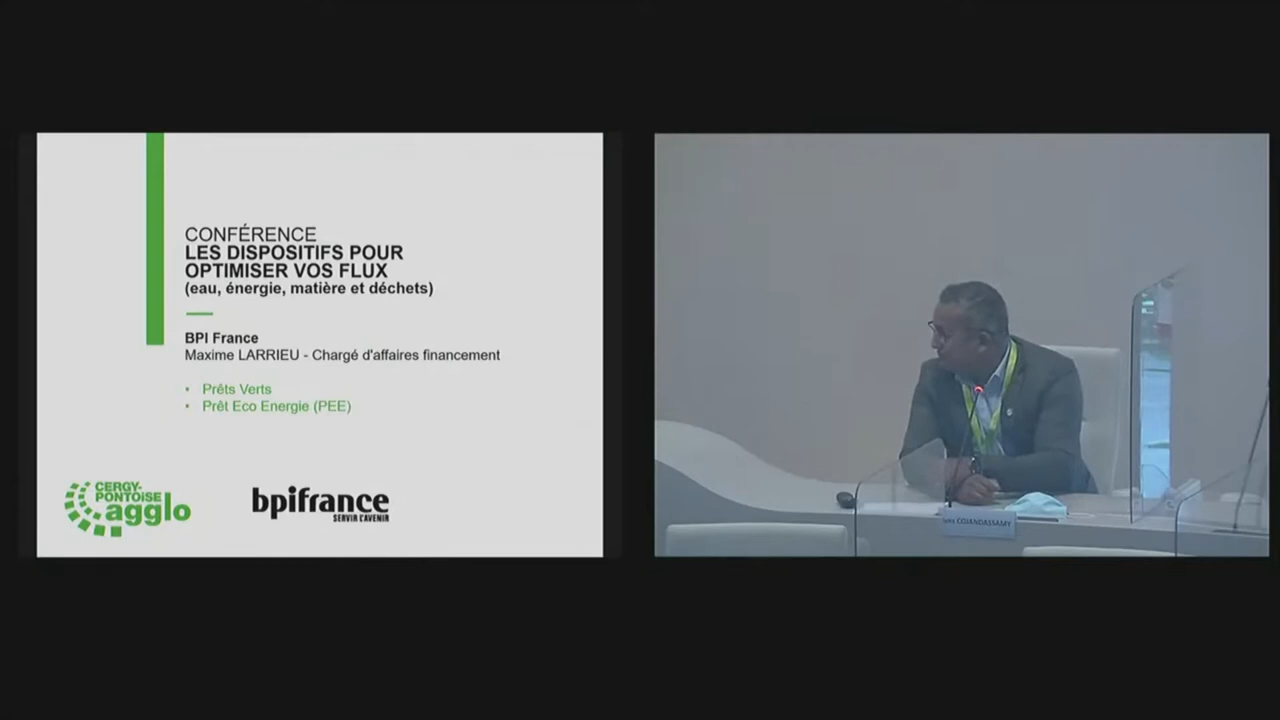 CONFÉRENCE
LES DISPOSITIFS POUR
OPTIMISER VOS FLUX
(eau, énergie, matière et déchets)
BPI France
Maxime LARRIEU - Chargé d'affaires financement
• Prêts Verts
• Prêt Eco Energie (PEE)
CERGY-
PONTOISE
agglo
bpifrance
SERVIR L'AVENIR
COJANDASSAMY